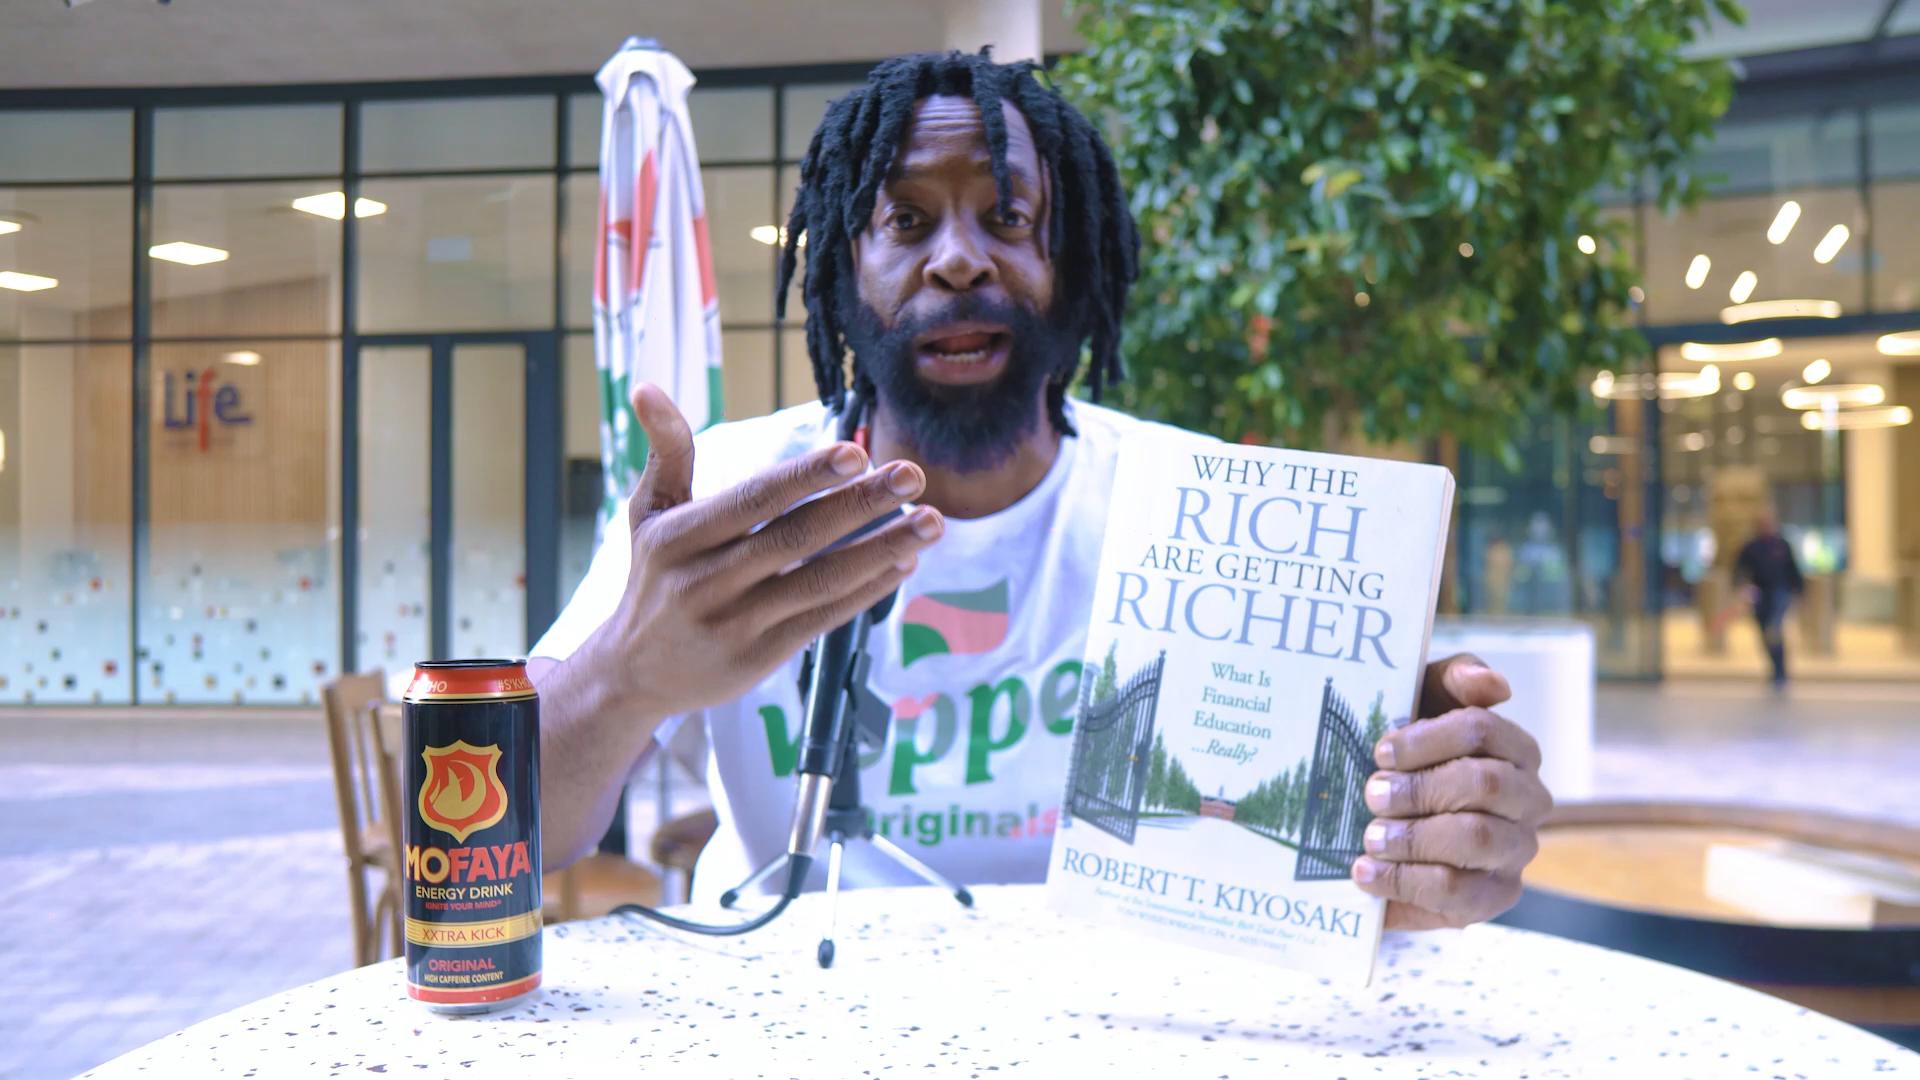 Life
WHY THE
RICH
ARE GETTING
RICHER
What Is
Financial
Education
...Really?
ROBERT T. KIYOSAKI
#S'KHO
MOFAYA
ENERGY DRINK
IGNITE YOUR MIND
XXTRA KICK
ORIGINAL
HIGH CAFFEINE CONTENT